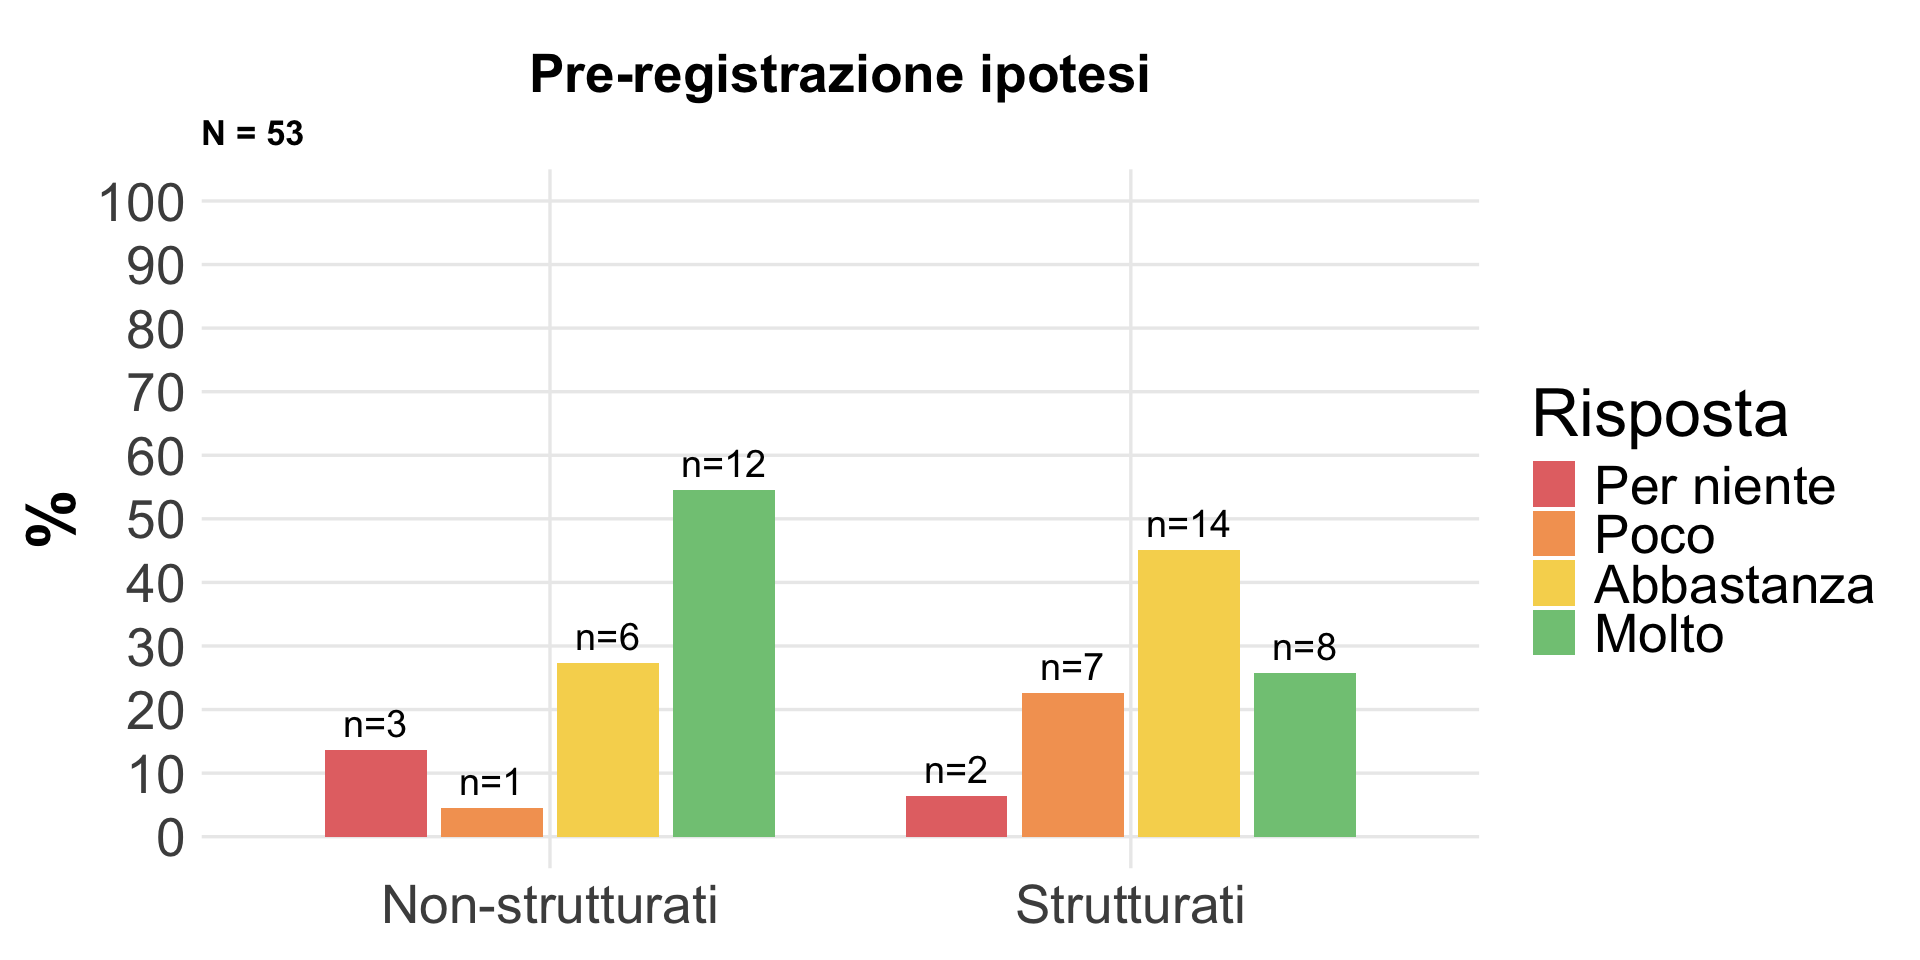 Pre-registrazione ipotesi
N = 53
%
100
90
80
70
60
50
40
30
20
10
0
n=3
n=1
n=6
n=12
n=2
n=7
n=14
n=8
Non-strutturati
Strutturati
Risposta
Per niente
Poco
Abbastanza
Molto